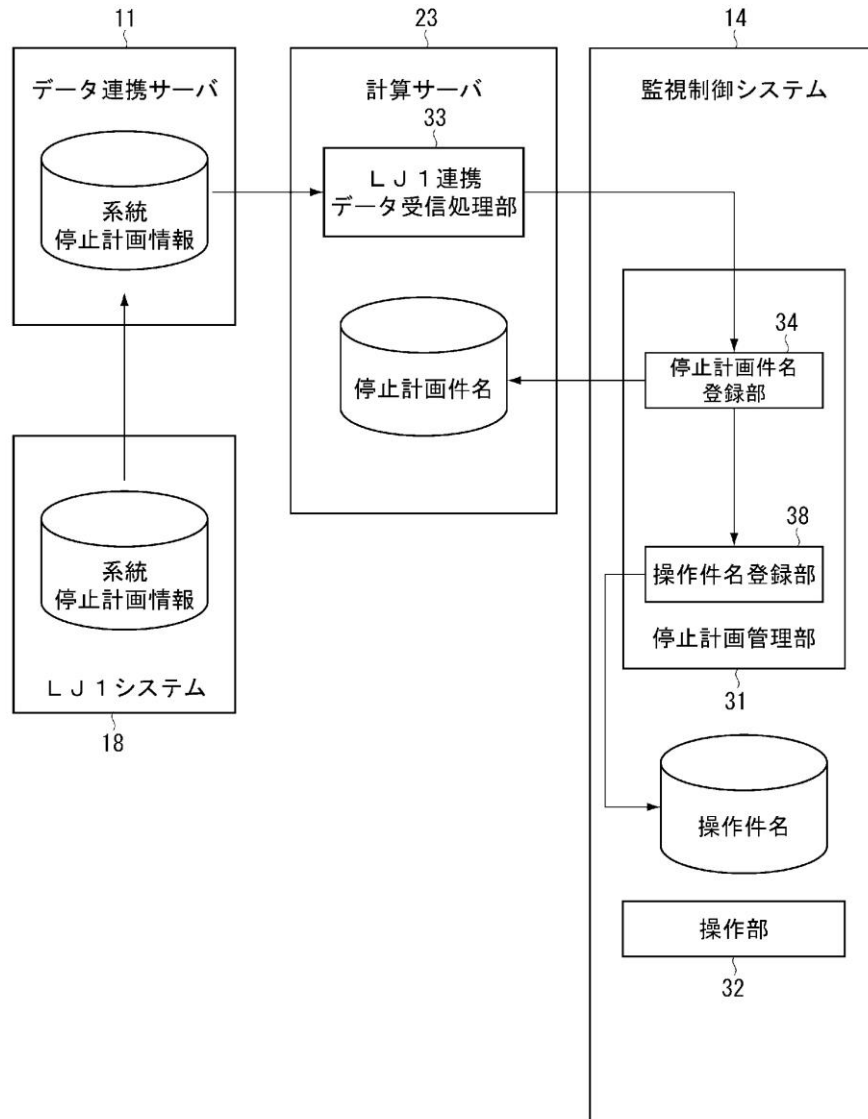 11
データ連携サーバ
系統
停止計画情報
23
計算サーバ
33
ＬＪ１連携
データ受信処理部
停止計画件名
14
監視制御システム
34
停止計画件名
登録部
38
操作件名登録部
停止計画管理部
31
系統
停止計画情報
ＬＪ１システム
18
操作件名
操作部
32